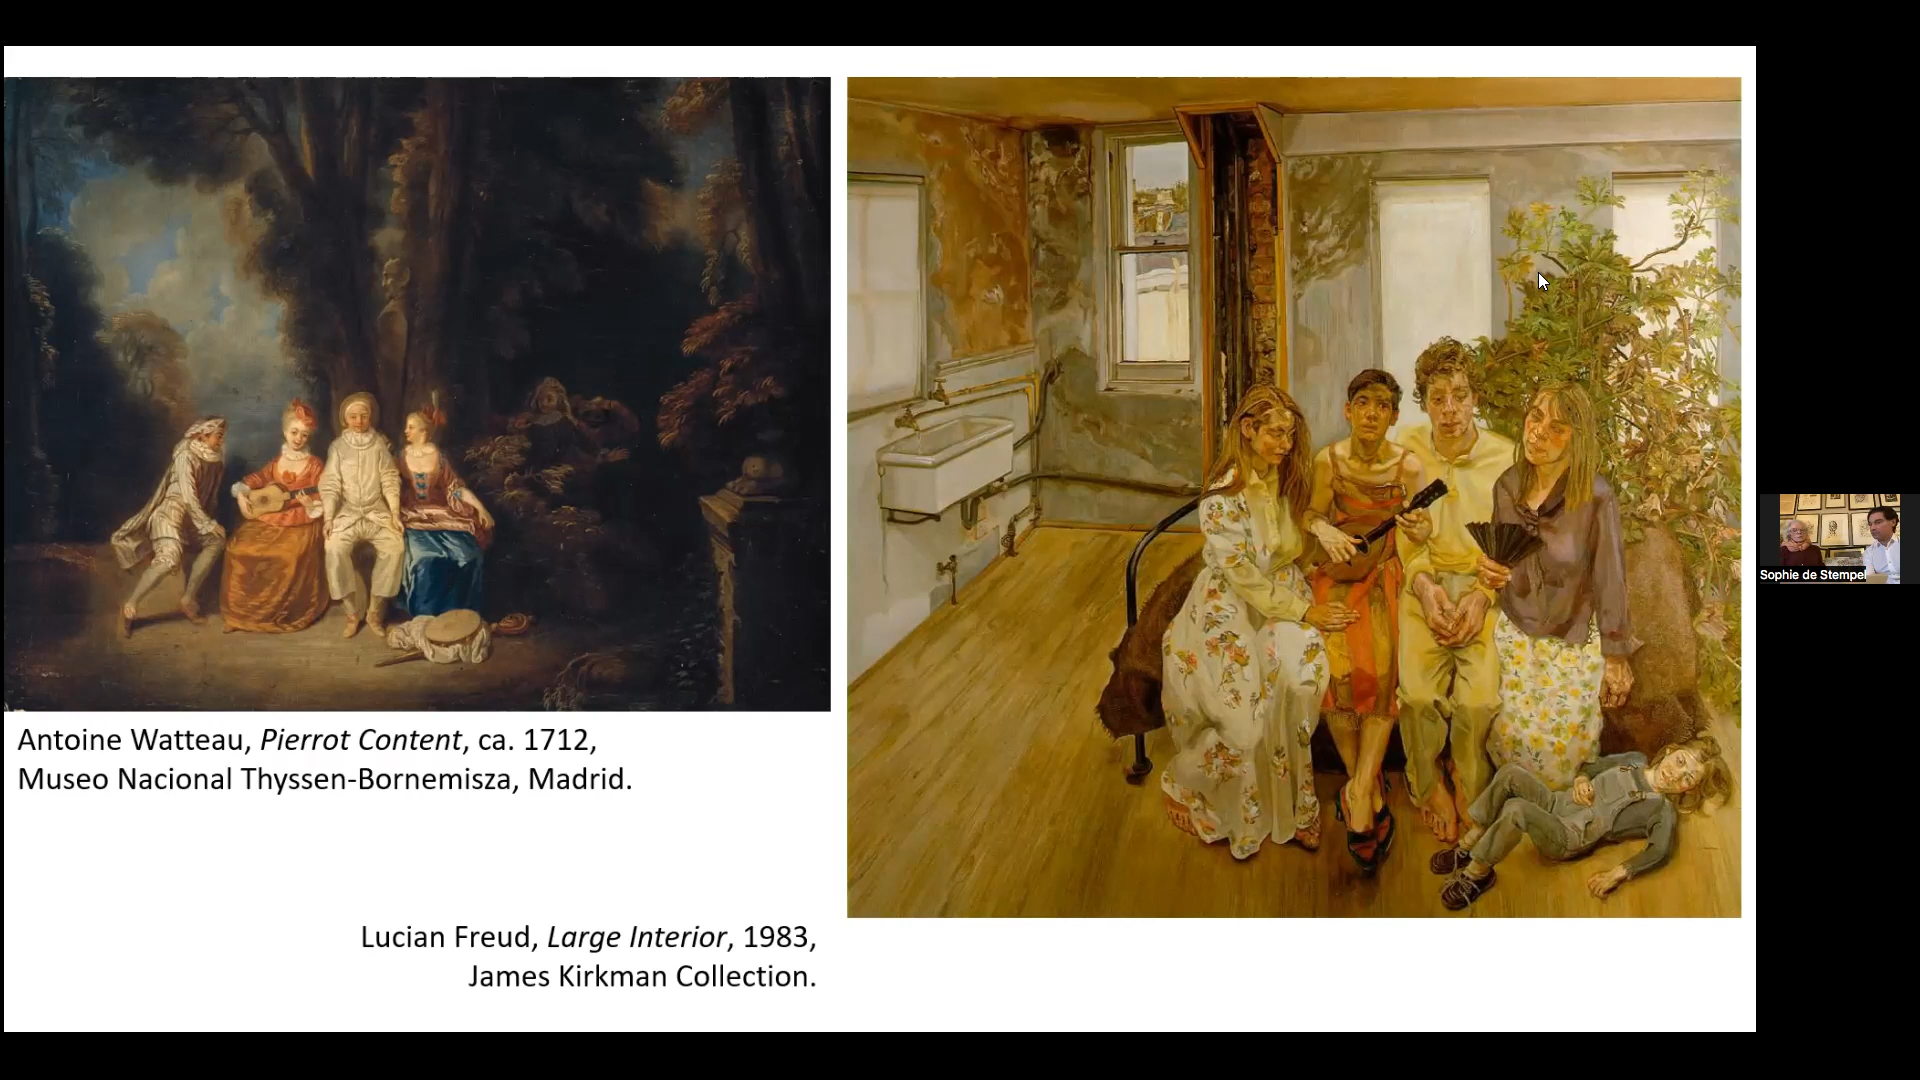 Antoine Watteau, Pierrot Content, ca. 1712,
Museo Nacional Thyssen-Bornemisza, Madrid.
Lucian Freud, Large Interior, 1983,
James Kirkman Collection.
Sophie de Stempel